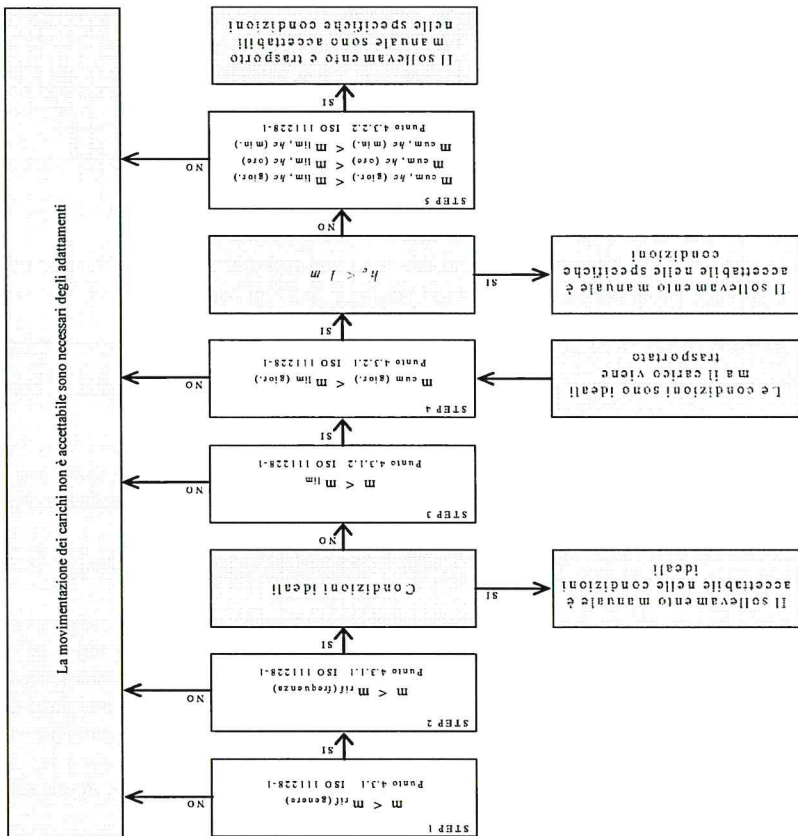 STEP 1
m < m rif(genere)
Punto 4.3.1 ISO 111228-1
SI
NO
STEP 2
m < m rif(frequenza)
Punto 4.3.1.1 ISO 111228-1
SI
NO
Condizioni ideali
SI
NO
Il sollevamento manuale è
accettabile nelle condizioni
ideali
STEP 3
m < m lim
Punto 4.3.1.2 ISO 111228-1
SI
NO
Le condizioni sono ideali
ma il carico viene
trasportato
STEP 4
m cum (gior.) < m lim (gior.)
Punto 4.3.2.1 ISO 111228-1
SI
NO
hc < 1 m
SI
NO
Il sollevamento manuale è
accettabile nelle specifiche
condizioni
STEP 5
m cum, hc (gior.) < m lim, hc (gior.)
m cum, hc (ore) < m lim, hc (ore)
m cum, hc (min.) < m lim, hc (min.)
Punto 4.3.2.2 ISO 111228-1
SI
NO
Il sollevamento e trasporto
manuale sono accettabili
nelle specifiche condizioni
La movimentazione dei carichi non è accettabile sono necessari degli adattamenti